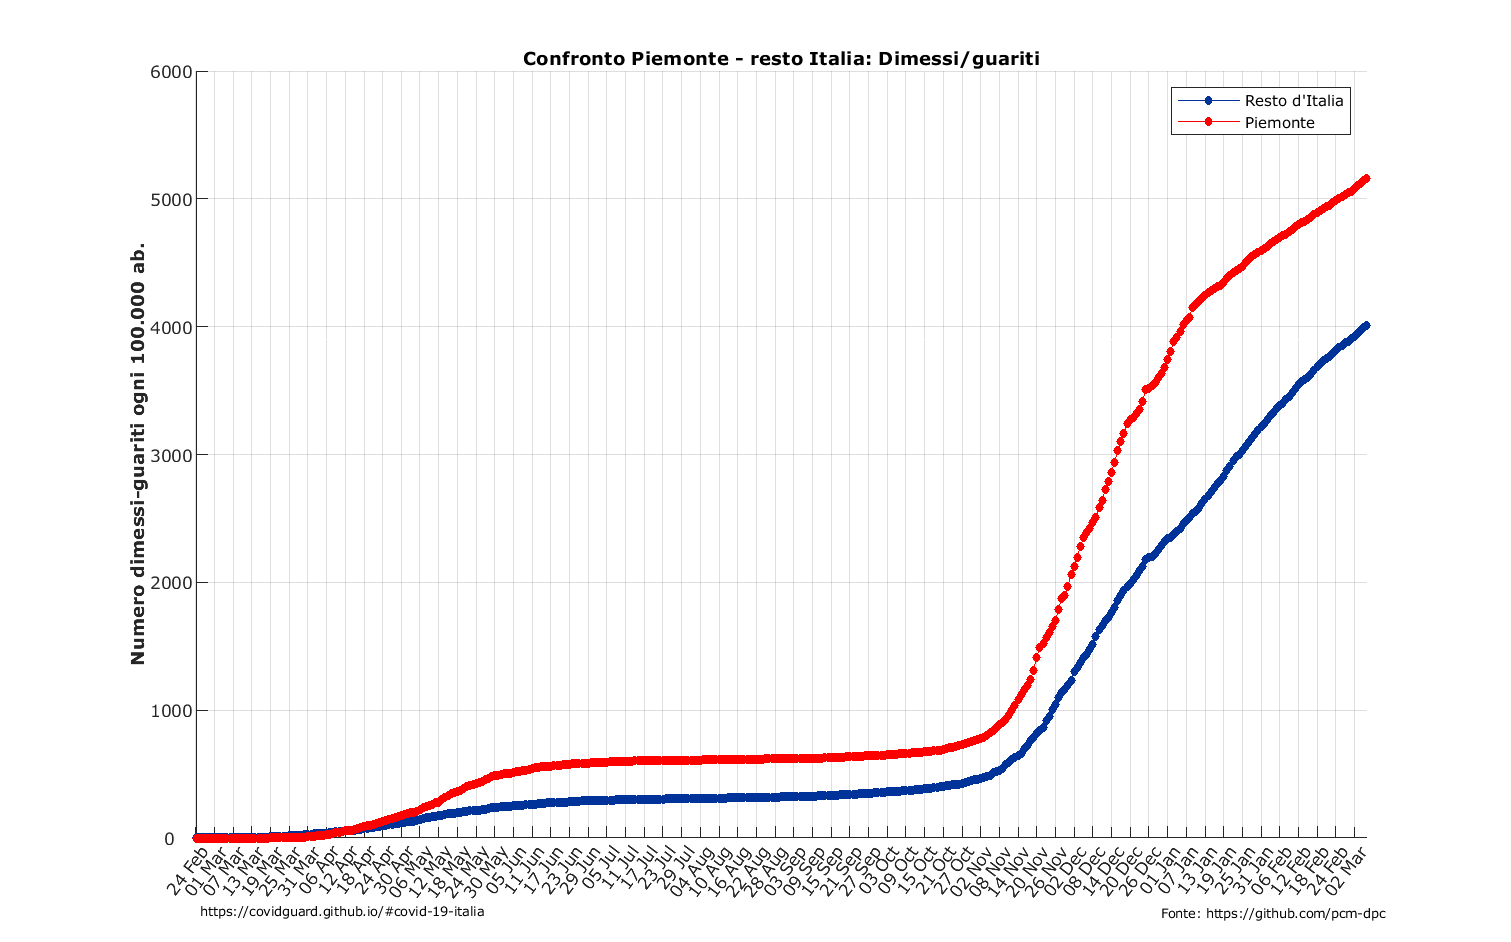 Confronto Piemonte - resto Italia: Dimessi/guariti
6000
5000
4000
3000
2000
1000
0
Numero dimessi-guariti ogni 100.000 ab.
Resto d'Italia
Piemonte
24 Feb
01 Mar
07 Mar
13 Mar
19 Mar
25 Mar
31 Mar
06 Apr
12 Apr
18 Apr
24 Apr
30 Apr
06 May
12 May
18 May
24 May
30 May
05 Jun
11 Jun
17 Jun
23 Jun
29 Jun
05 Jul
11 Jul
17 Jul
23 Jul
29 Jul
04 Aug
10 Aug
16 Aug
22 Aug
28 Aug
03 Sep
09 Sep
15 Sep
21 Sep
27 Sep
03 Oct
09 Oct
15 Oct
21 Oct
27 Oct
02 Nov
08 Nov
14 Nov
20 Nov
26 Nov
02 Dec
08 Dec
14 Dec
20 Dec
26 Dec
01 Jan
07 Jan
13 Jan
19 Jan
25 Jan
31 Jan
06 Feb
12 Feb
18 Feb
24 Feb
02 Mar
https://covidguard.github.io/#covid-19-italia
Fonte: https://github.com/pcm-dpc